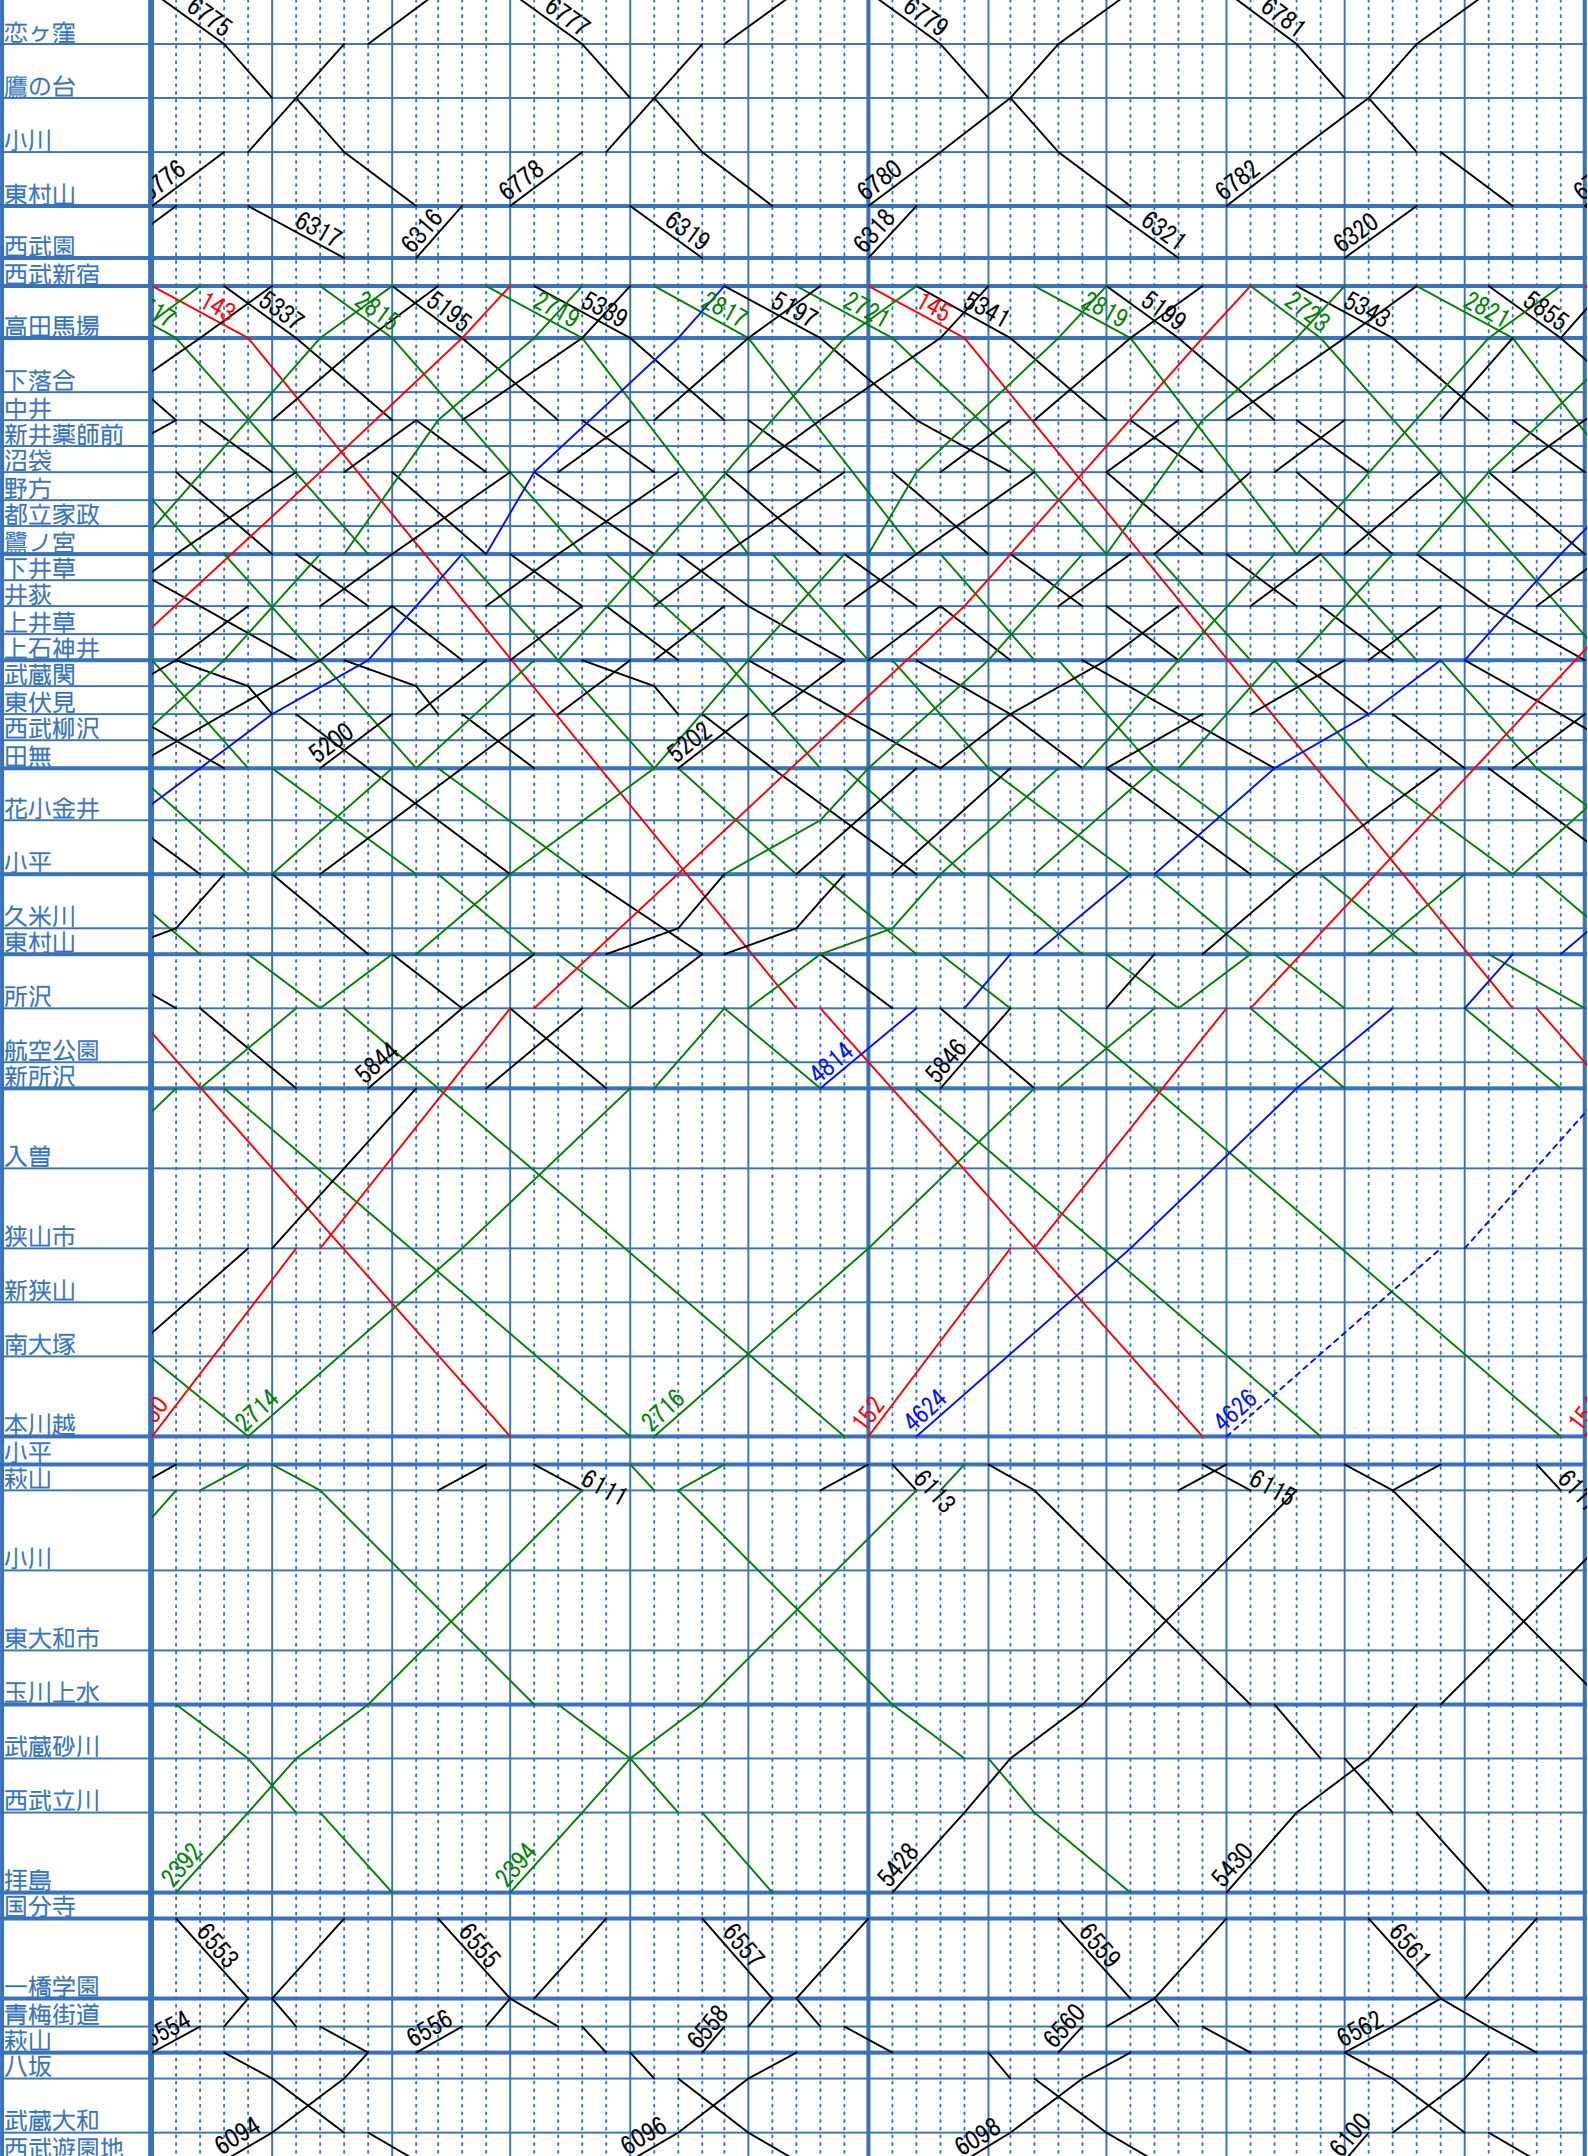 6775 6777 6779 6781
恋ヶ窪
鷹の台
小川
6778 6780 6782
東村山
6317 6316 6319 6318 6321 6320
西武園
西武新宿
143 5337 2815 5195 2719 5339 2817 5197 2721 145 5341 2819 5199 2723 5343 2821 5855
高田馬場
下落合
中井
新井薬師前
沼袋
野方
都立家政
鷺ノ宮
下井草
井荻
上井草
上石神井
武蔵関
東伏見
西武柳沢
5200 5202
田無
花小金井
小平
久米川
東村山
所沢
航空公園
5844 4814 5846
新所沢
入曽
狭山市
新狭山
南大塚
2714 2716 152 4624 4626
本川越
小平
萩山
6111 6113 6115
小川
東大和市
玉川上水
武蔵砂川
西武立川
2392 2394 5428 5430
拝島
国分寺
6553 6555 6557 6559 6561
一橋学園
青梅街道
6556 6558 6560 6562
萩山
八坂
武蔵大和
6094 6096 6098 6100
西武遊園地